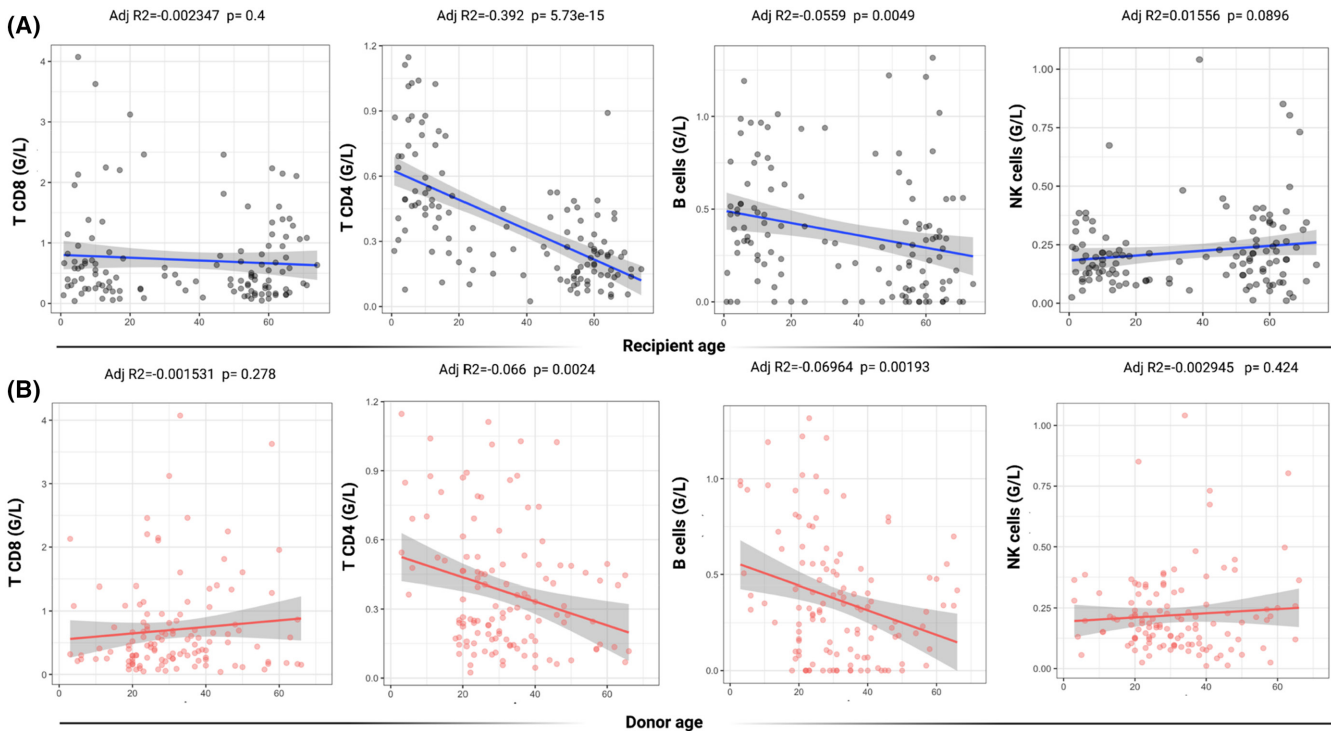 (A)
Adj R2=-0.002347 p= 0.4
Adj R2=-0.392 p= 5.73e-15
Adj R2=-0.0559 p= 0.0049
Adj R2=0.01556 p= 0.0896
T CD8 (G/L)
4
3
2
1
0
0 20 40 60
T CD4 (G/L)
1.2
0.9
0.6
0.3
0.0
0 20 40 60
B cells (G/L)
1.0
0.5
0.0
0 20 40 60
NK cells (G/L)
1.00
0.75
0.50
0.25
0.00
0 20 40 60
Recipient age
(B)
Adj R2=-0.001531 p= 0.278
Adj R2=-0.066 p= 0.0024
Adj R2=-0.06964 p= 0.00193
Adj R2=-0.002945 p= 0.424
T CD8 (G/L)
4
3
2
1
0
0 20 40 60
T CD4 (G/L)
1.2
0.9
0.6
0.3
0.0
0 20 40 60
B cells (G/L)
1.0
0.5
0.0
0 20 40 60
NK cells (G/L)
1.00
0.75
0.50
0.25
0.00
0 20 40 60
Donor age